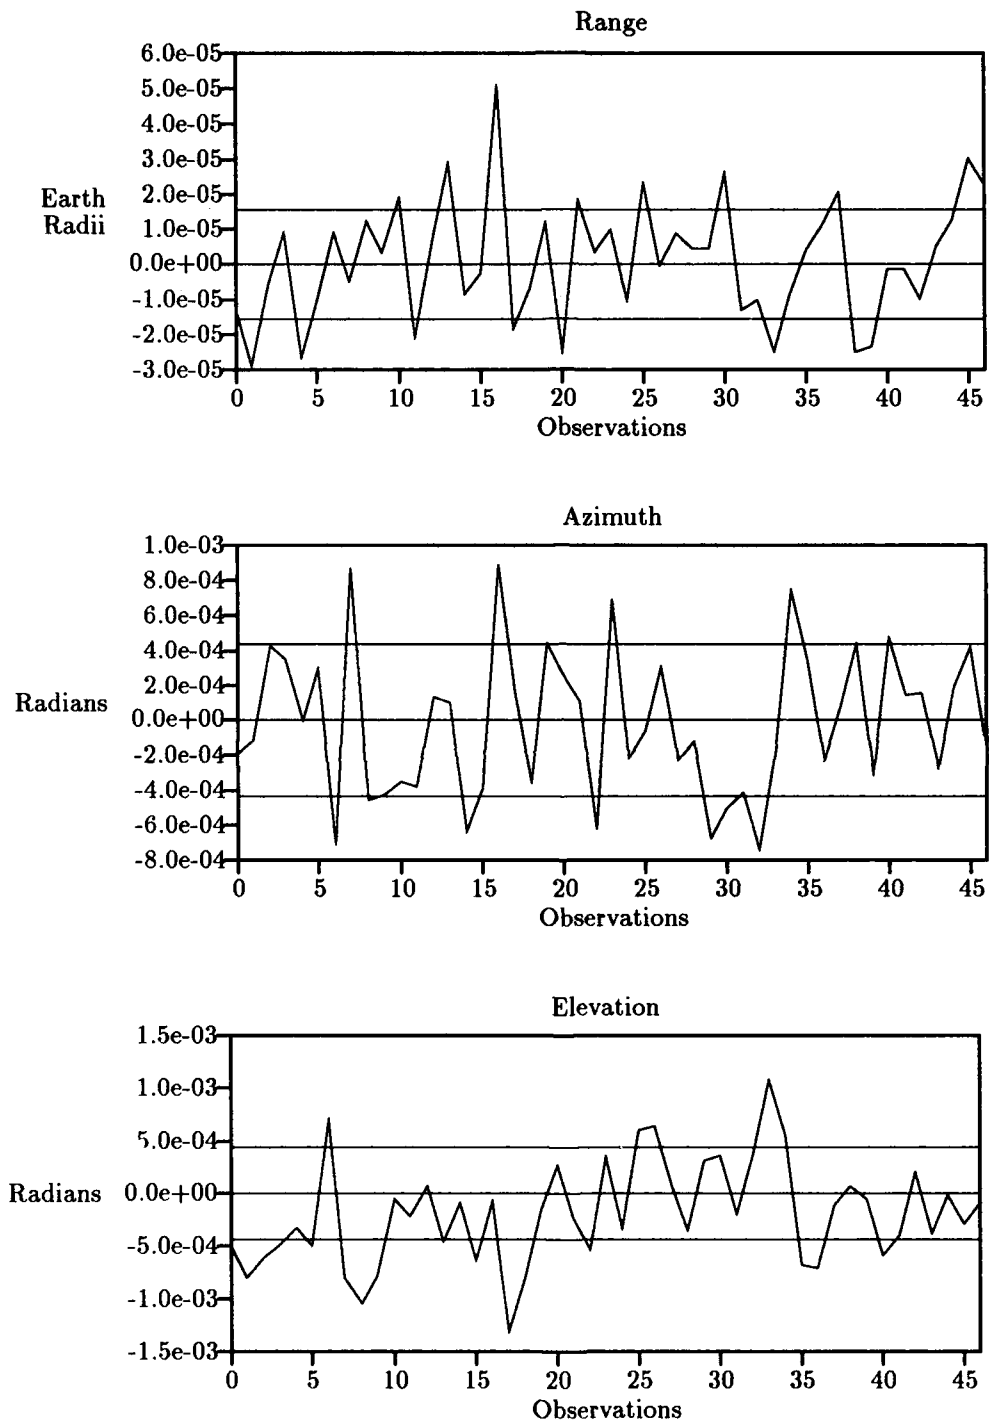 Range
6.0e-05
5.0e-05
4.0e-05
3.0e-05
2.0e-05
1.0e-05
0.0e+00
-1.0e-05
-2.0e-05
-3.0e-05
Earth
Radii
0 5 10 15 20 25 30 35 40 45
Observations
Azimuth
1.0e-03
8.0e-04
6.0e-04
4.0e-04
2.0e-04
0.0e+00
-2.0e-04
-4.0e-04
-6.0e-04
-8.0e-04
Radians
0 5 10 15 20 25 30 35 40 45
Observations
Elevation
1.5e-03
1.0e-03
5.0e-04
0.0e+00
-5.0e-04
-1.0e-03
-1.5e-03
Radians
0 5 10 15 20 25 30 35 40 45
Observations